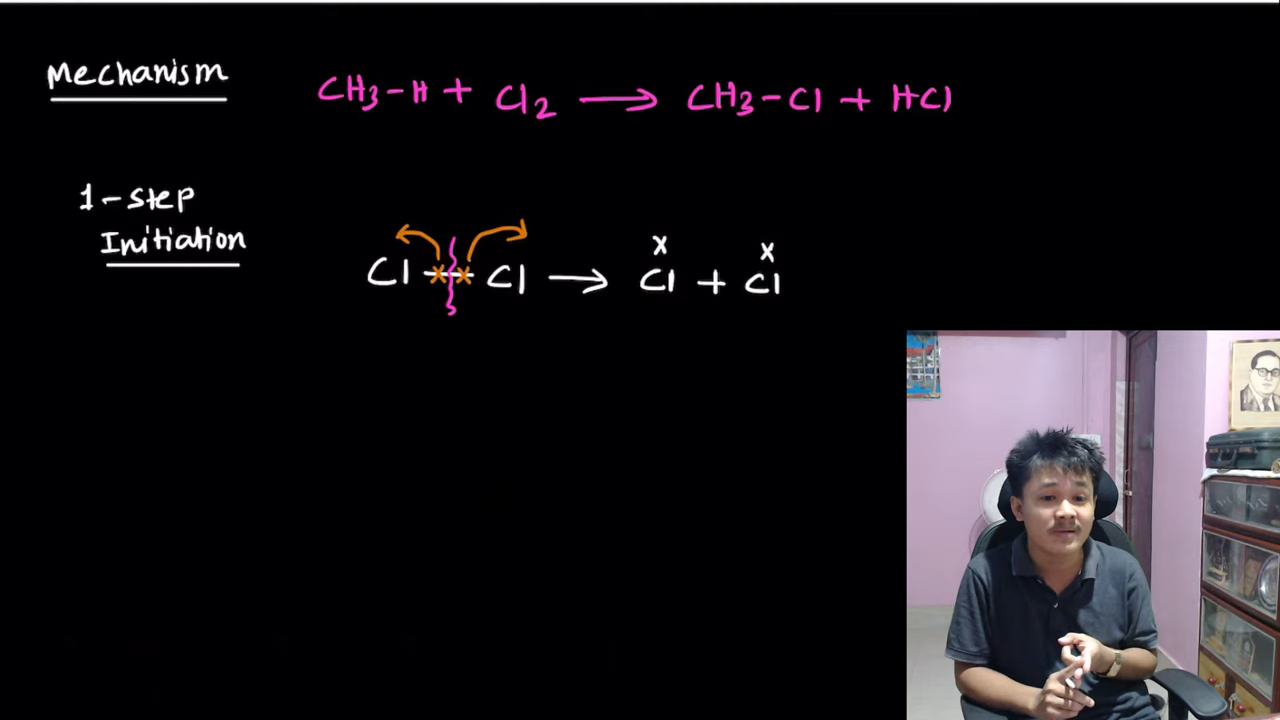 Mechanism
CH3-H + Cl2 ⟶ CH3-Cl + HCl
1-step
Initiation
x x
Cl x x Cl ⟶ Cl + Cl